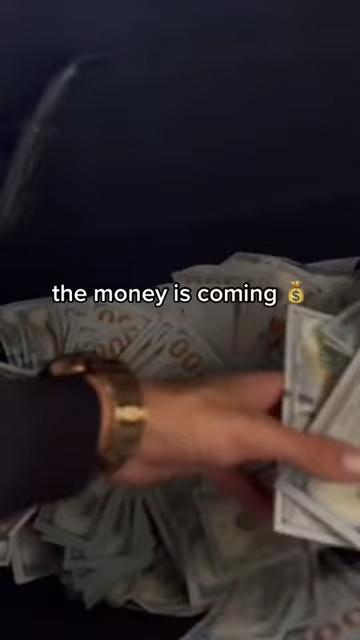 the money is coming 💰